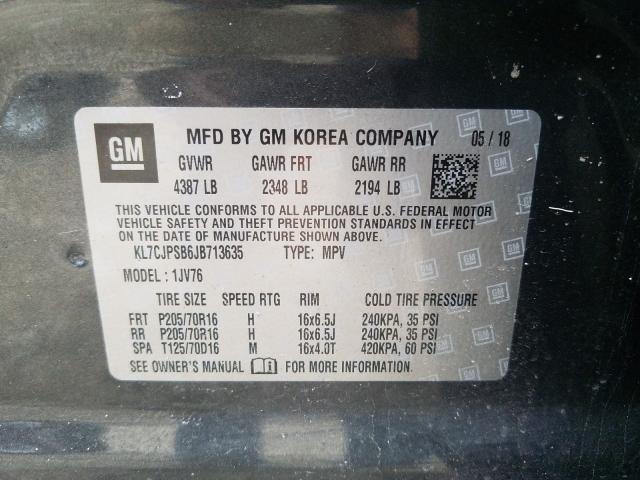 GM MFD BY GM KOREA COMPANY 05 / 18
GVWR GAWR FRT GAWR RR
4387 LB 2348 LB 2194 LB
THIS VEHICLE CONFORMS TO ALL APPLICABLE U.S. FEDERAL MOTOR
VEHICLE SAFETY AND THEFT PREVENTION STANDARDS IN EFFECT ON
THE DATE OF MANUFACTURE SHOWN ABOVE.
KL7CJPSB6JB713635 TYPE: MPV
MODEL: 1JV76
TIRE SIZE SPEED RTG RIM COLD TIRE PRESSURE
FRT P205/70R16 H 16x6.5J 240KPA, 35 PSI
RR P205/70R16 H 16x6.5J 240KPA, 35 PSI
SPA T125/70D16 M 16x4.0T 420KPA, 60 PSI
SEE OWNER'S MANUAL FOR MORE INFORMATION.